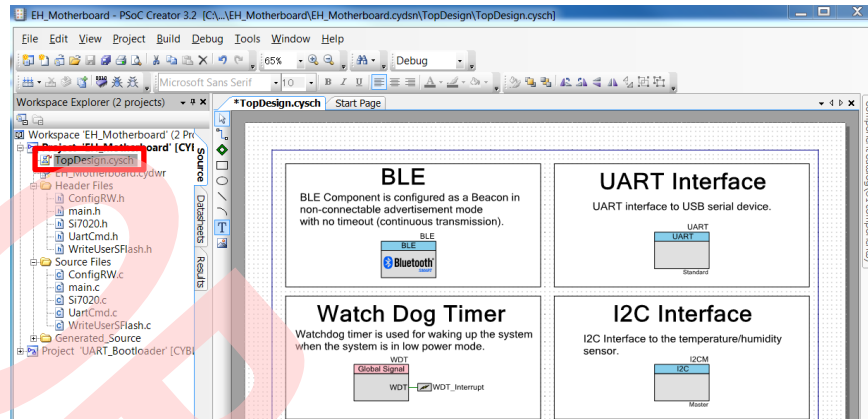 EH_Motherboard - PSoC Creator 3.2 [C:\...\EH_Motherboard\EH_Motherboard.cydsn\TopDesign\TopDesign.cysch]
File Edit View Project Build Debug Tools Window Help
65% Debug
Microsoft Sans Serif 10 B I U
Workspace Explorer (2 projects)
*TopDesign.cysch Start Page
Workspace 'EH_Motherboard' (2 Pr
Project 'EH_Motherboard' [CY
TopDesign.cysch
EH_Motherboard.cydwr
Header Files
ConfigRW.h
main.h
Si7020.h
UartCmd.h
WriteUserSFlash.h
Source Files
ConfigRW.c
main.c
Si7020.c
UartCmd.c
WriteUserSFlash.c
Generated_Source
Project 'UART_Bootloader' [CYBL
Source
Datasheets
Results
BLE
BLE Component is configured as a Beacon in
non-connectable advertisement mode
with no timeout (continuous transmission).
BLE
BLE
Bluetooth
SMART
UART Interface
UART interface to USB serial device.
UART
UART
Standard
Watch Dog Timer
Watchdog timer is used for waking up the system
when the system is in low power mode.
WDT
Global Signal
WDT WDT_Interrupt
I2C Interface
I2C Interface to the temperature/humidity
sensor.
I2CM
I2C
Master